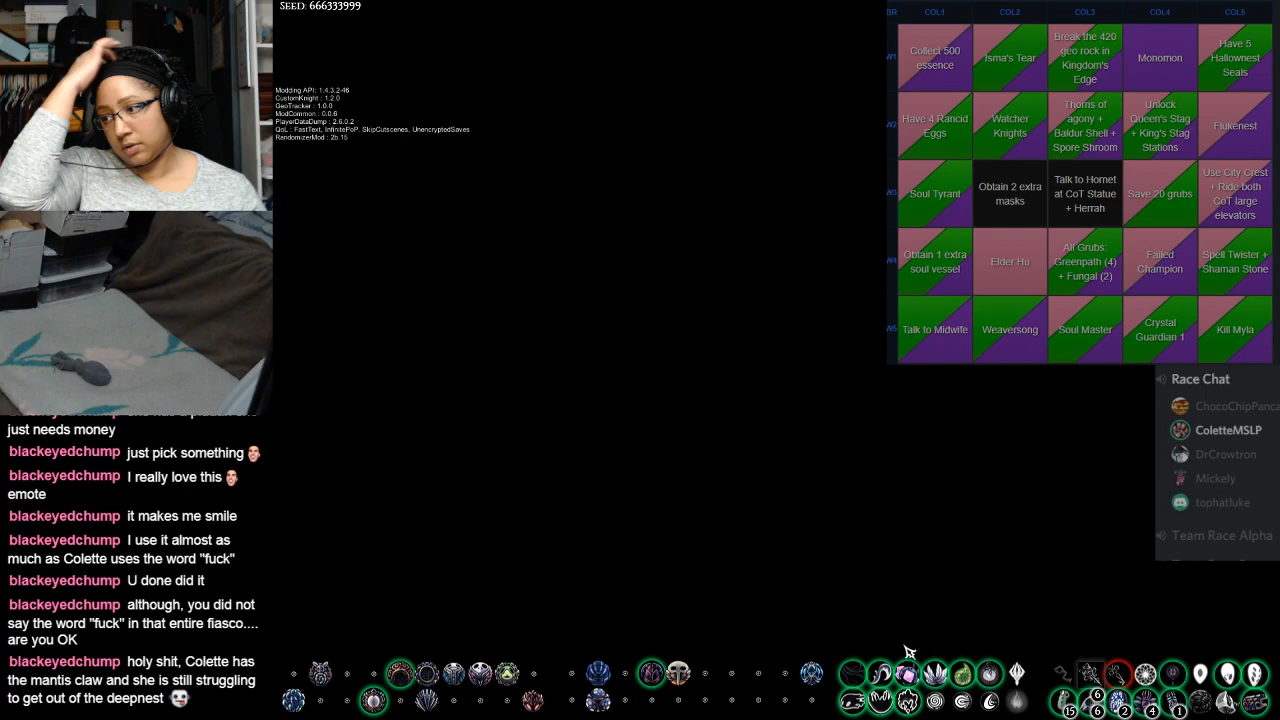 SEED: 666333999
Modding API: 1.4.3.2-46
CustomKnight : 1.2.0
GeoTracker : 1.0.0
ModCommon : 0.0.6
PlayerDataDump : 2.6.0.2
QoL : FastText, InfinitePoP, SkipCutscenes, UnencryptedSaves
RandomizerMod : 2b.15
COL1 COL2 COL3 COL4 COL5
Collect 500
essence
Isma's Tear
Break the 420
geo rock in
Kingdom's
Edge
Monomon
Have 5
Hallownest
Seals
Have 4 Rancid
Eggs
Watcher
Knights
Thorns of
agony +
Baldur Shell +
Spore Shroom
Unlock
Queen's Stag
+ King's Stag
Stations
Flukenest
Soul Tyrant
Obtain 2 extra
masks
Talk to Hornet
at CoT Statue
+ Herrah
Save 20 grubs
Use City Crest
+ Ride both
CoT large
elevators
Obtain 1 extra
soul vessel
Elder Hu
All Grubs:
Greenpath (4)
+ Fungal (2)
Failed
Champion
Spell Twister +
Shaman Stone
Talk to Midwife
Weaversong
Soul Master
Crystal
Guardian 1
Kill Myla
Race Chat
ChocoChipPanca
ColetteMSLP
DrCrowtron
Mickely
tophatluke
Team Race Alpha
just needs money
blackeyedchump just pick something
blackeyedchump I really love this
emote
blackeyedchump it makes me smile
blackeyedchump I use it almost as
much as Colette uses the word "fuck"
blackeyedchump U done did it
blackeyedchump although, you did not
say the word "fuck" in that entire fiasco....
are you OK
blackeyedchump holy shit, Colette has
the mantis claw and she is still struggling
to get out of the deepnest
6
15 6 2 4 1